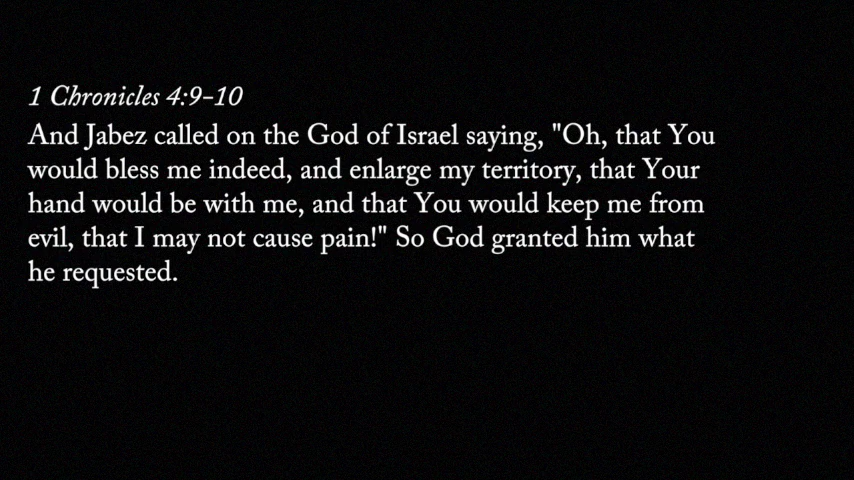 1 Chronicles 4:9-10
And Jabez called on the God of Israel saying, "Oh, that You
would bless me indeed, and enlarge my territory, that Your
hand would be with me, and that You would keep me from
evil, that I may not cause pain!" So God granted him what
he requested.